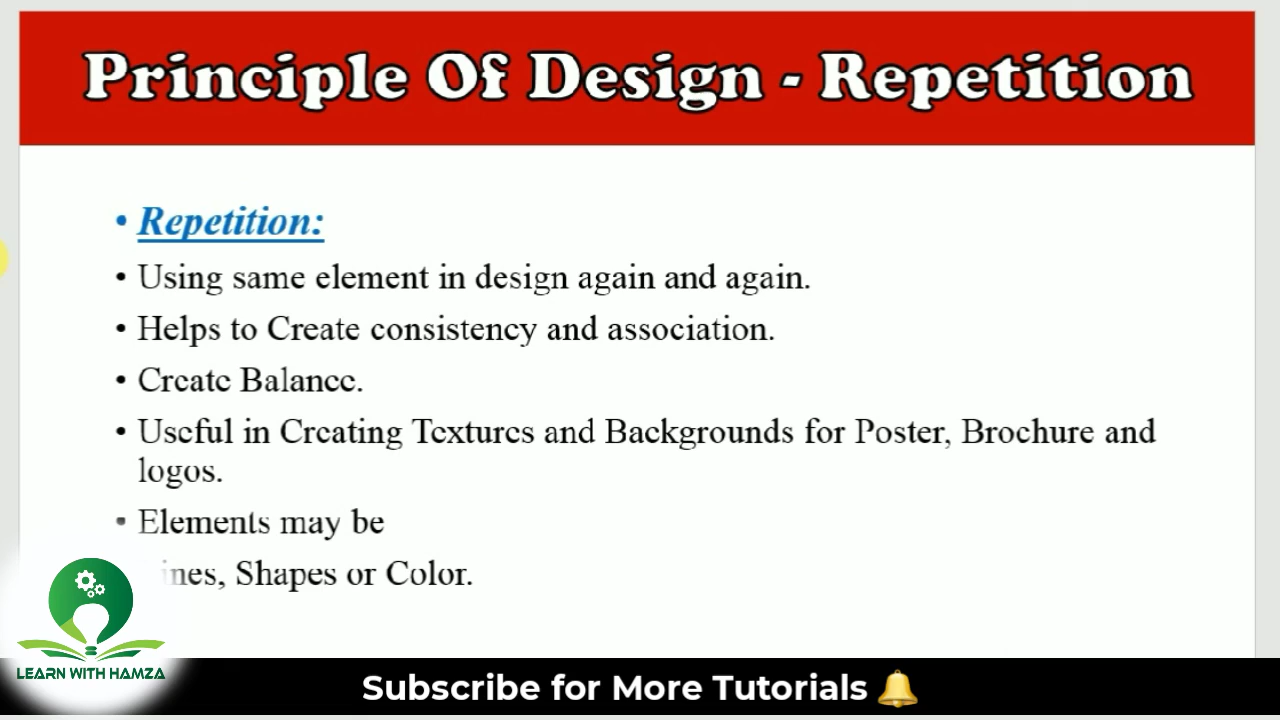 Principle Of Design - Repetition
• Repetition:
• Using same element in design again and again.
• Helps to Create consistency and association.
• Create Balance.
• Useful in Creating Textures and Backgrounds for Poster, Brochure and
logos.
• Elements may be
Shapes or Color.
LEARN WITH HAMZA
Subscribe for More Tutorials